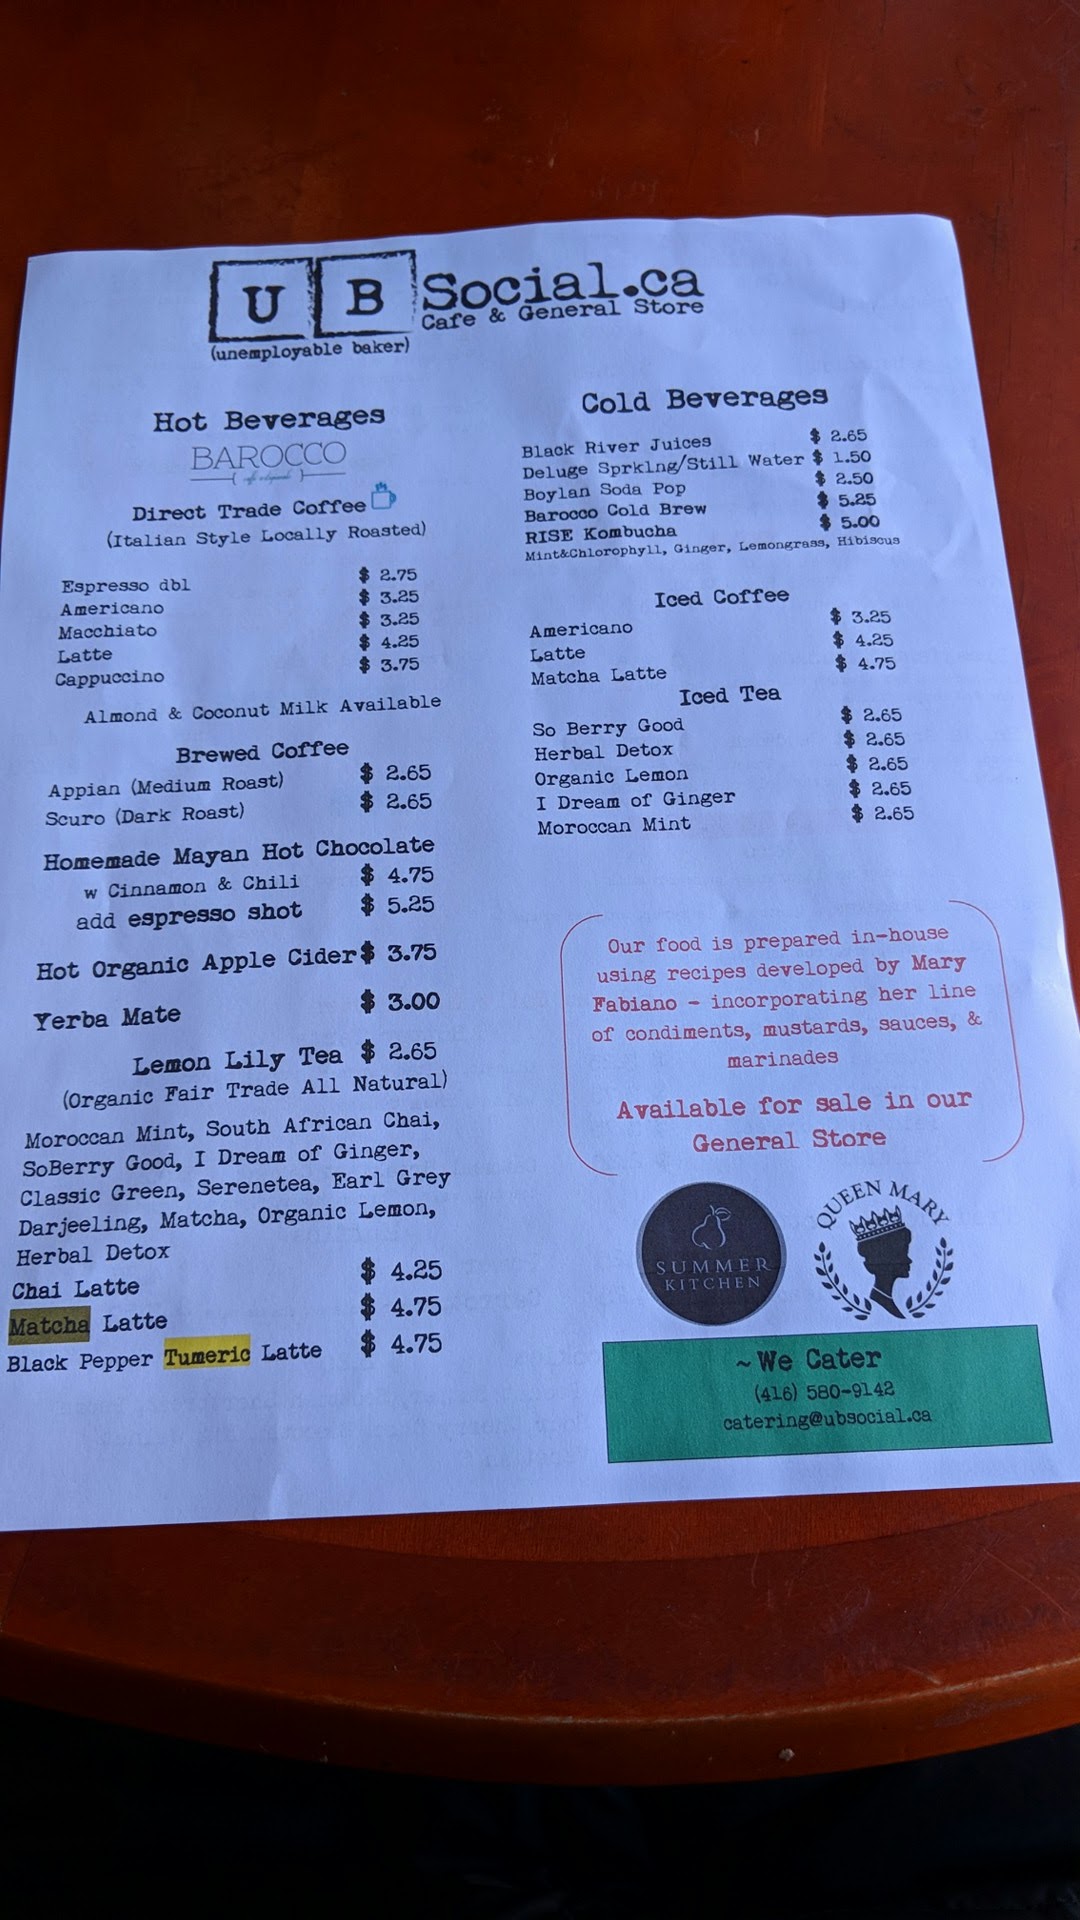 U B Social.ca
Cafe & General Store
(unemployable baker)
Hot Beverages
BAROCCO
Direct Trade Coffee
(Italian Style Locally Roasted)
Espresso dbl $ 2.75
Americano $ 3.25
Macchiato $ 3.25
Latte $ 4.25
Cappuccino $ 3.75
Almond & Coconut Milk Available
Brewed Coffee
Appian (Medium Roast) $ 2.65
Scuro (Dark Roast) $ 2.65
Homemade Mayan Hot Chocolate
w Cinnamon & Chili $ 4.75
add espresso shot $ 5.25
Hot Organic Apple Cider $ 3.75
Yerba Mate $ 3.00
Lemon Lily Tea $ 2.65
(Organic Fair Trade All Natural)
Moroccan Mint, South African Chai,
SoBerry Good, I Dream of Ginger,
Classic Green, Serenetea, Earl Grey
Darjeeling, Matcha, Organic Lemon,
Herbal Detox
Chai Latte $ 4.25
Matcha Latte $ 4.75
Black Pepper Tumeric Latte $ 4.75
Cold Beverages
Black River Juices $ 2.65
Deluge Sprklng/Still Water $ 1.50
Boylan Soda Pop $ 2.50
Barocco Cold Brew $ 5.25
RISE Kombucha $ 5.00
Mint&Chlorophyll, Ginger, Lemongrass, Hibiscus
Iced Coffee
Americano $ 3.25
Latte $ 4.25
Matcha Latte $ 4.75
Iced Tea
So Berry Good $ 2.65
Herbal Detox $ 2.65
Organic Lemon $ 2.65
I Dream of Ginger $ 2.65
Moroccan Mint $ 2.65
Our food is prepared in-house
using recipes developed by Mary
Fabiano - incorporating her line
of condiments, mustards, sauces, &
marinades
Available for sale in our
General Store
SUMMER
KITCHEN
QUEEN MARY
~ We Cater
(416) 580-9142
catering@ubsocial.ca